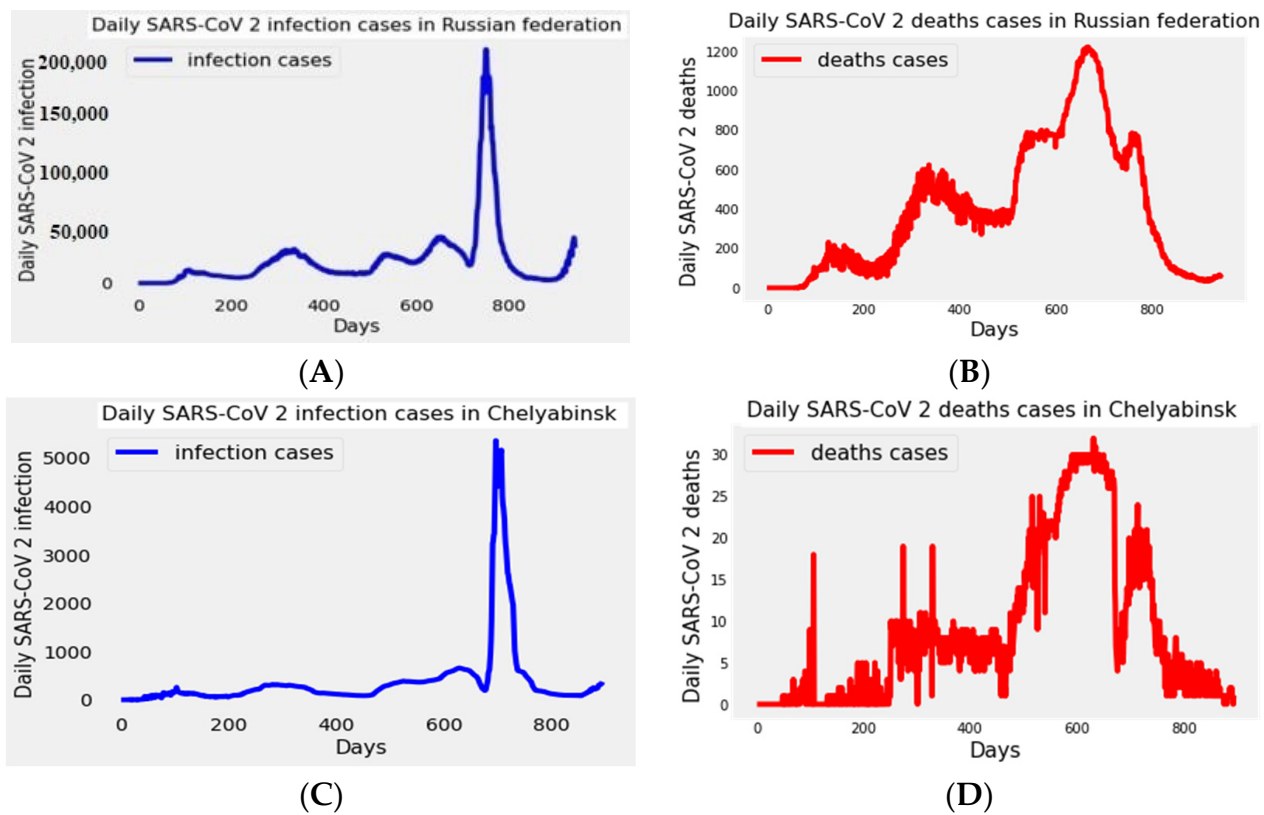 Daily SARS-CoV 2 infection cases in Russian federation
infection cases
Daily SARS-CoV 2 infection
200,000
150,000
100,000
50,000
0
0 200 400 600 800
Days
(A)
Daily SARS-CoV 2 deaths cases in Russian federation
deaths cases
Daily SARS-CoV 2 deaths
1200
1000
800
600
400
200
0
0 200 400 600 800
Days
(B)
Daily SARS-CoV 2 infection cases in Chelyabinsk
infection cases
Daily SARS-CoV 2 infection
5000
4000
3000
2000
1000
0
0 200 400 600 800
Days
(C)
Daily SARS-CoV 2 deaths cases in Chelyabinsk
deaths cases
Daily SARS-CoV 2 deaths
30
25
20
15
10
5
0
0 200 400 600 800
Days
(D)